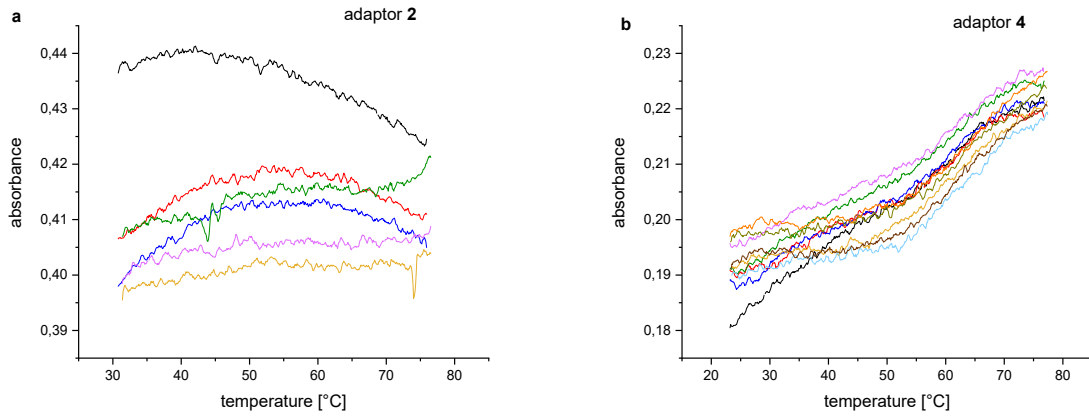 a
adaptor 2
0,44
0,43
0,42
0,41
0,40
0,39
absorbance
30 40 50 60 70 80
temperature [°C]
b
adaptor 4
0,23
0,22
0,21
0,20
0,19
0,18
absorbance
20 30 40 50 60 70 80
temperature [°C]